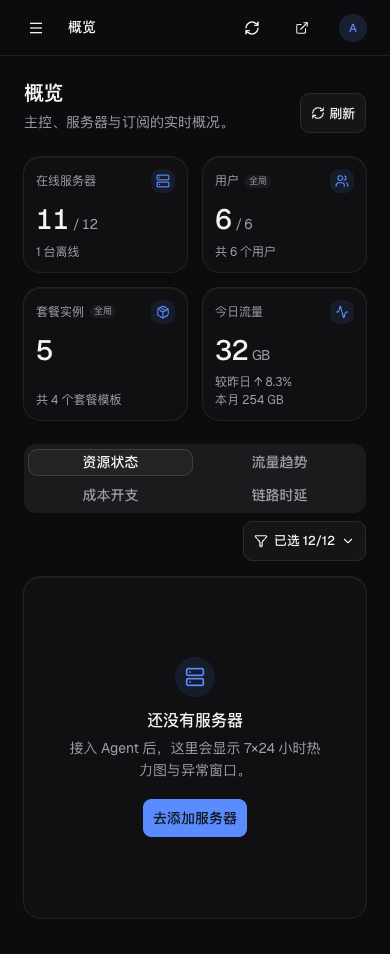 概览
A
概览
主控、服务器与订阅的实时概况。
刷新
在线服务器
11 / 12
1 台离线
用户 全局
6 / 6
共 6 个用户
套餐实例 全局
5
共 4 个套餐模板
今日流量
32 GB
较昨日 ↑ 8.3%
本月 254 GB
资源状态
流量趋势
成本开支
链路时延
已选 12/12
还没有服务器
接入 Agent 后，这里会显示 7×24 小时热
力图与异常窗口。
去添加服务器